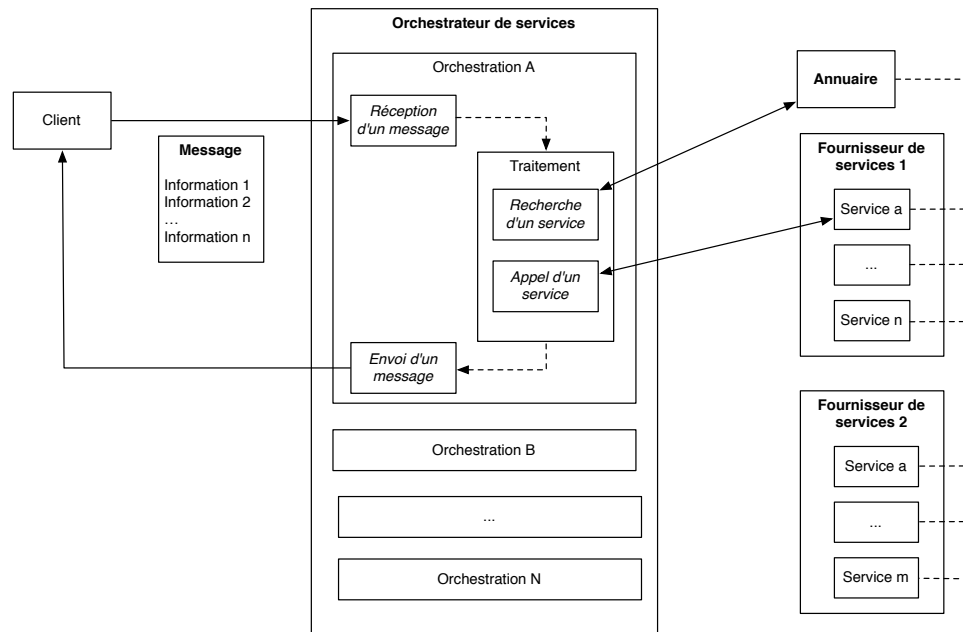 Orchestrateur de services
Orchestration A
Client
Réception
d'un message
Message
Information 1
Information 2
...
Information n
Traitement
Recherche
d'un service
Appel d'un
service
Envoi d'un
message
Orchestration B
...
Orchestration N
Annuaire
Fournisseur de
services 1
Service a
...
Service n
Fournisseur de
services 2
Service a
...
Service m